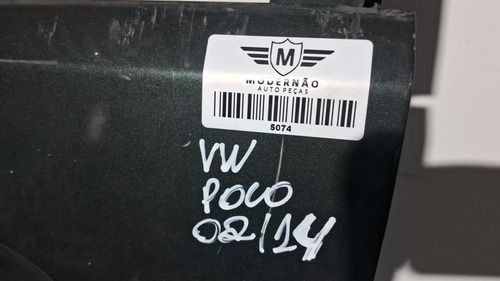 M
MODERNÃO
AUTO PEÇAS
5074
VW
POLO
02/14